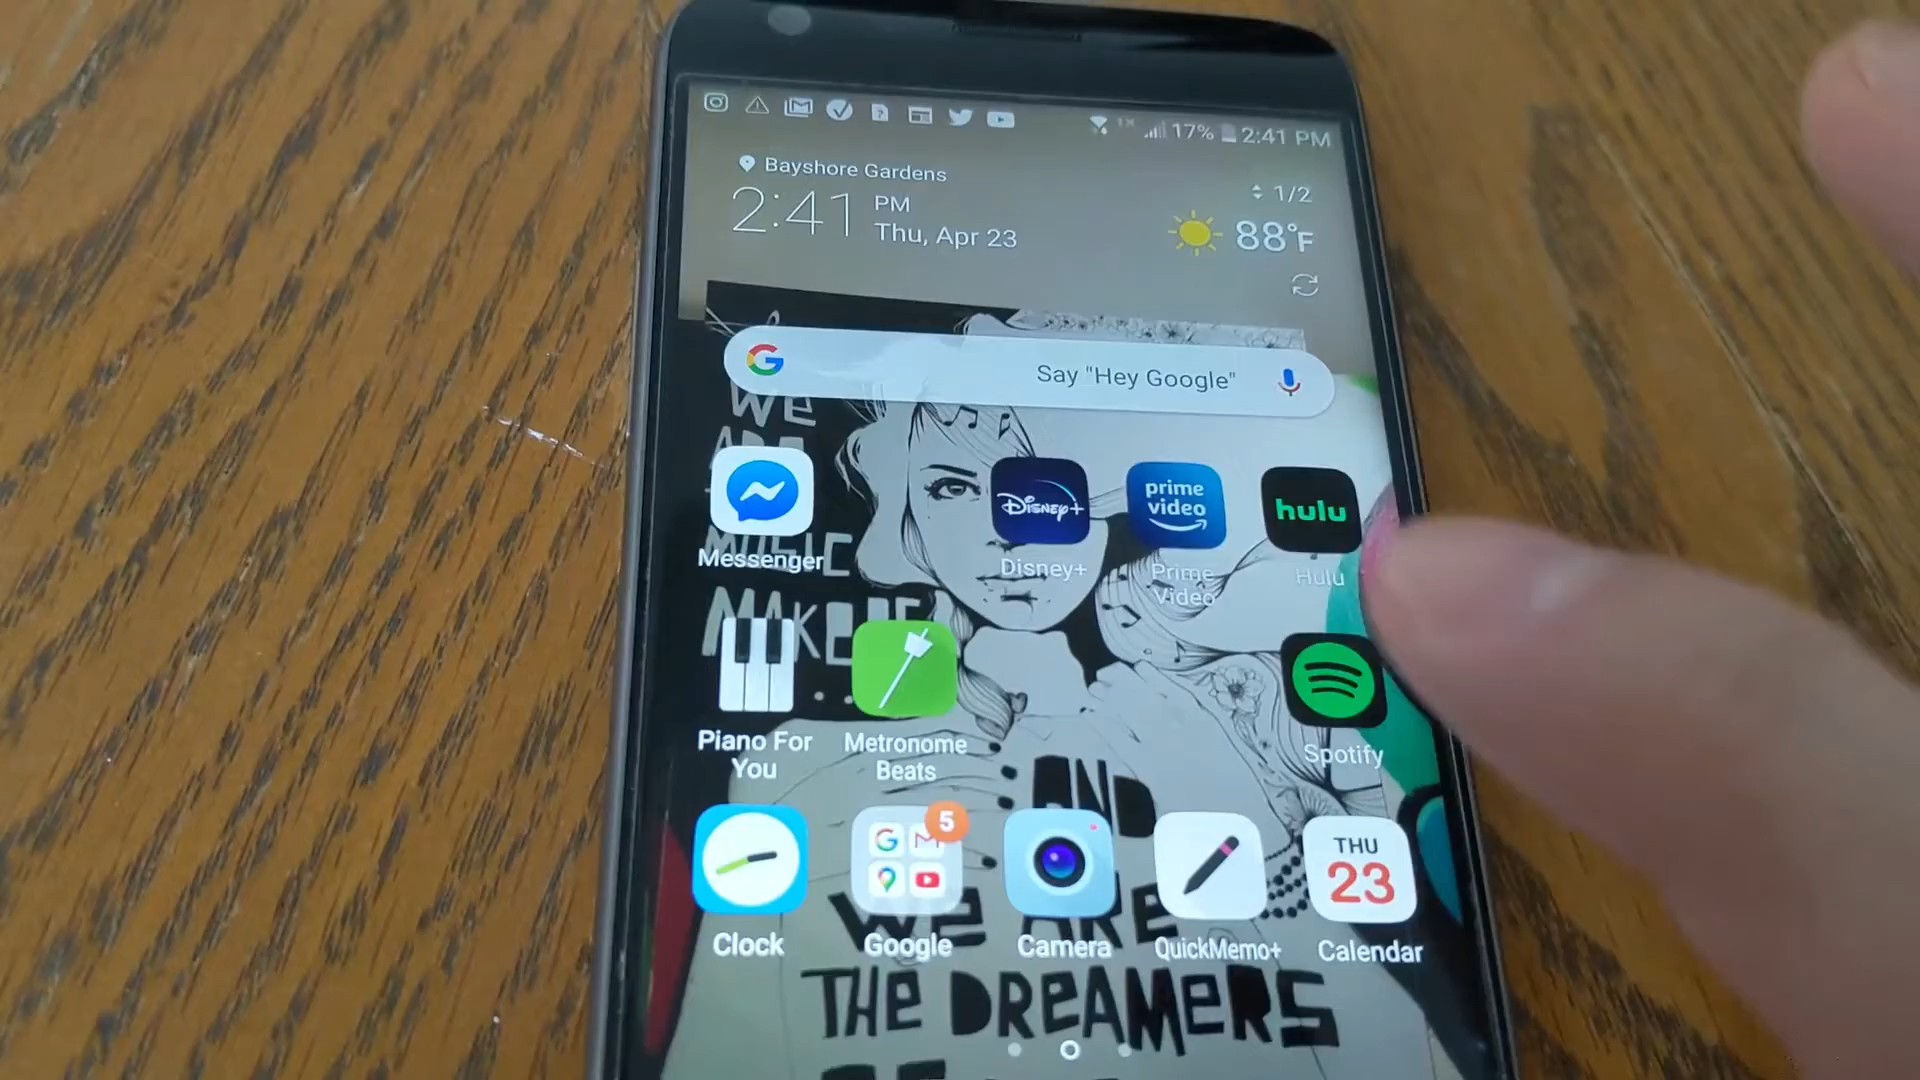 17% 2:41 PM
Bayshore Gardens
2:41 PM
Thu, Apr 23
1/2
88°F
Say "Hey Google"
WE
ARE
MUSIC
Messenger
Disney+
Disney+
prime
video
Prime
Video
hulu
Hulu
Piano For
You
Metronome
Beats
Spotify
AND
5
THU
23
WE ARE
Clock
Google
Camera
QuickMemo+
Calendar
THE DREAMERS